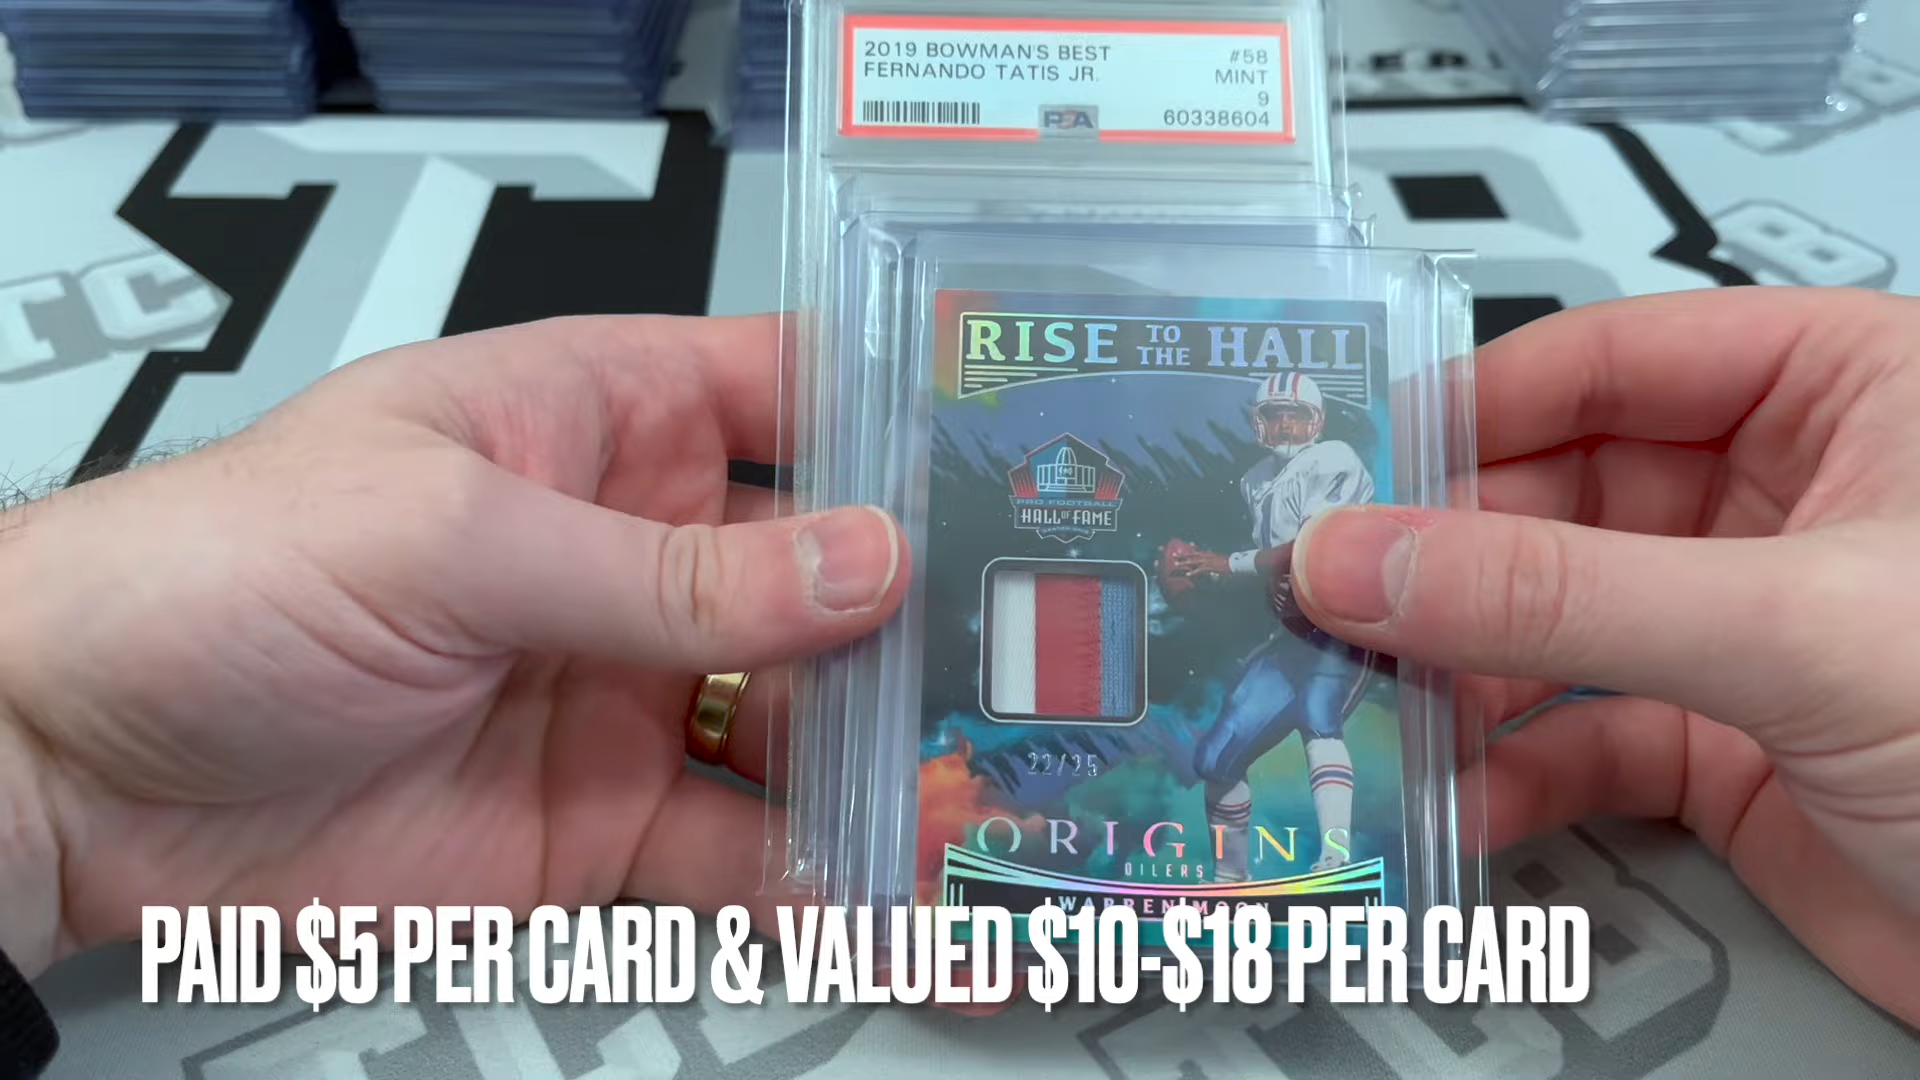 2019 BOWMAN'S BEST #58
FERNANDO TATIS JR. MINT
9
PSA 60338604
TC
RISE TO THE HALL
PRO FOOTBALL
HALL OF FAME
22/25
ORIGINS
OILERS
WARREN MOON
PAID $5 PER CARD & VALUED $10-$18 PER CARD